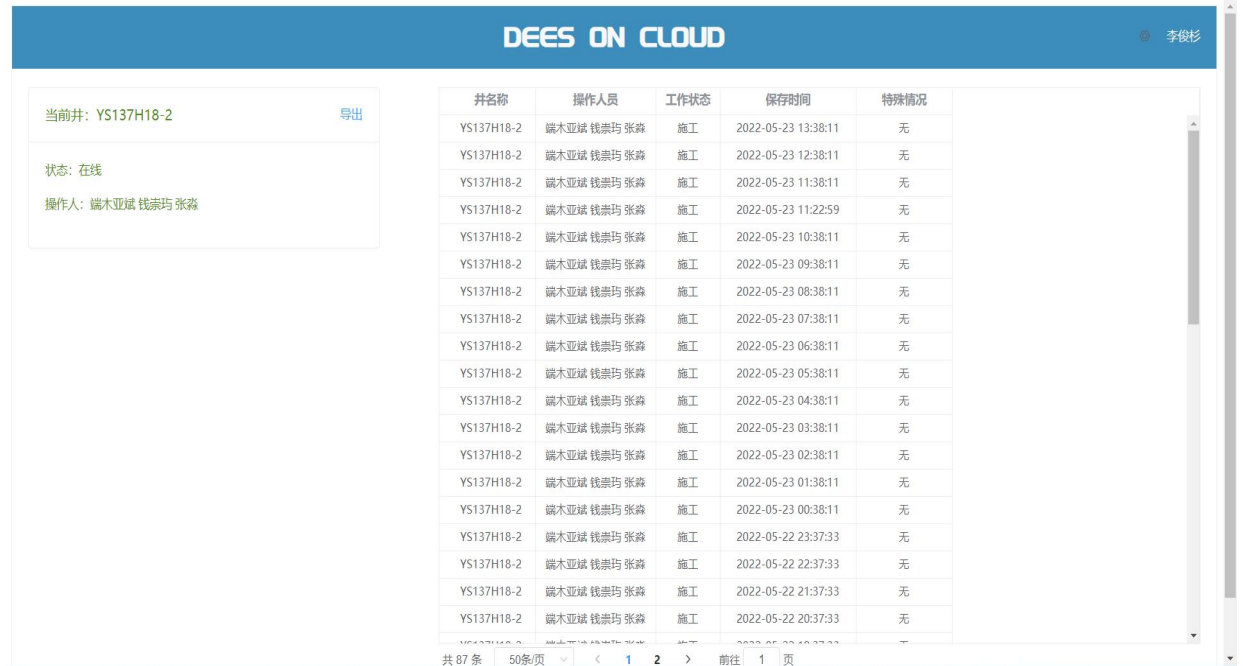 DEES ON CLOUD
李俊杉
当前井：YS137H18-2 导出
状态：在线
操作人：端木亚斌 钱崇玙 张淼
井名称 操作人员 工作状态 保存时间 特殊情况
YS137H18-2 端木亚斌 钱崇玙 张淼 施工 2022-05-23 13:38:11 无
YS137H18-2 端木亚斌 钱崇玙 张淼 施工 2022-05-23 12:38:11 无
YS137H18-2 端木亚斌 钱崇玙 张淼 施工 2022-05-23 11:38:11 无
YS137H18-2 端木亚斌 钱崇玙 张淼 施工 2022-05-23 11:22:59 无
YS137H18-2 端木亚斌 钱崇玙 张淼 施工 2022-05-23 10:38:11 无
YS137H18-2 端木亚斌 钱崇玙 张淼 施工 2022-05-23 09:38:11 无
YS137H18-2 端木亚斌 钱崇玙 张淼 施工 2022-05-23 08:38:11 无
YS137H18-2 端木亚斌 钱崇玙 张淼 施工 2022-05-23 07:38:11 无
YS137H18-2 端木亚斌 钱崇玙 张淼 施工 2022-05-23 06:38:11 无
YS137H18-2 端木亚斌 钱崇玙 张淼 施工 2022-05-23 05:38:11 无
YS137H18-2 端木亚斌 钱崇玙 张淼 施工 2022-05-23 04:38:11 无
YS137H18-2 端木亚斌 钱崇玙 张淼 施工 2022-05-23 03:38:11 无
YS137H18-2 端木亚斌 钱崇玙 张淼 施工 2022-05-23 02:38:11 无
YS137H18-2 端木亚斌 钱崇玙 张淼 施工 2022-05-23 01:38:11 无
YS137H18-2 端木亚斌 钱崇玙 张淼 施工 2022-05-23 00:38:11 无
YS137H18-2 端木亚斌 钱崇玙 张淼 施工 2022-05-22 23:37:33 无
YS137H18-2 端木亚斌 钱崇玙 张淼 施工 2022-05-22 22:37:33 无
YS137H18-2 端木亚斌 钱崇玙 张淼 施工 2022-05-22 21:37:33 无
YS137H18-2 端木亚斌 钱崇玙 张淼 施工 2022-05-22 20:37:33 无
共 87 条 50条/页 1 2 前往 1 页